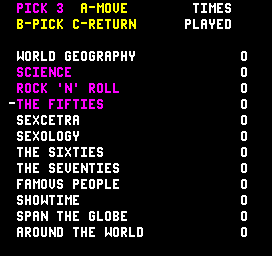 PICK 3 A-MOVE TIMES
B-PICK C-RETURN PLAYED
WORLD GEOGRAPHY 0
SCIENCE 0
ROCK 'N' ROLL 0
-THE FIFTIES 0
SEXCETRA 0
SEXOLOGY 0
THE SIXTIES 0
THE SEVENTIES 0
FAMOUS PEOPLE 0
SHOWTIME 0
SPAN THE GLOBE 0
AROUND THE WORLD 0